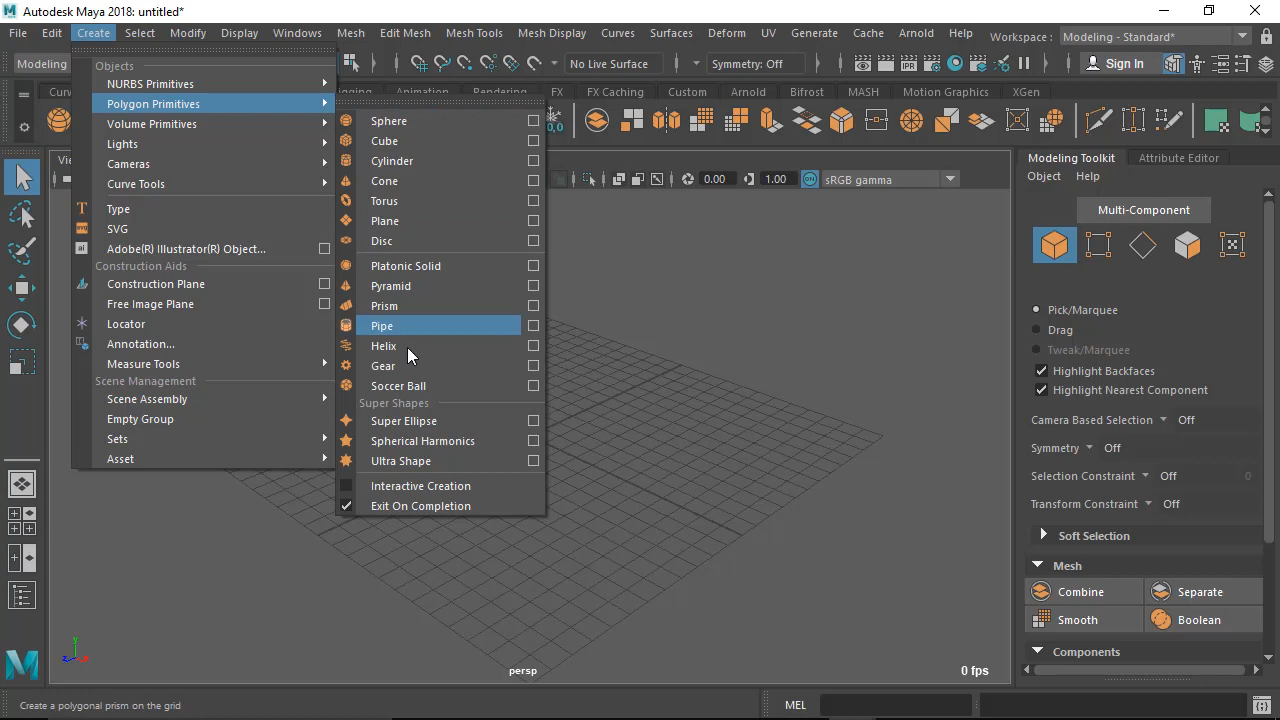 Autodesk Maya 2018: untitled*
File Edit Create Select Modify Display Windows Mesh Edit Mesh Mesh Tools Mesh Display Curves Surfaces Deform UV Generate Cache Arnold Help Workspace : Modeling - Standard*
Modeling No Live Surface Symmetry: Off Sign In
Rendering FX FX Caching Custom Arnold Bifrost MASH Motion Graphics XGen
Objects
NURBS Primitives
Polygon Primitives
Volume Primitives
Lights
Cameras
Curve Tools
Type
SVG
Adobe(R) Illustrator(R) Object...
Construction Aids
Construction Plane
Free Image Plane
Locator
Annotation...
Measure Tools
Scene Management
Scene Assembly
Empty Group
Sets
Asset
Sphere
Cube
Cylinder
Cone
Torus
Plane
Disc
Platonic Solid
Pyramid
Prism
Pipe
Helix
Gear
Soccer Ball
Super Shapes
Super Ellipse
Spherical Harmonics
Ultra Shape
Interactive Creation
Exit On Completion
0.00 1.00 ON sRGB gamma
persp
0 fps
Modeling Toolkit Attribute Editor
Object Help
Multi-Component
Pick/Marquee
Drag
Tweak/Marquee
Highlight Backfaces
Highlight Nearest Component
Camera Based Selection Off
Symmetry Off
Selection Constraint Off 0
Transform Constraint Off
Soft Selection
Mesh
Combine Separate
Smooth Boolean
Components
Create a polygonal prism on the grid
MEL